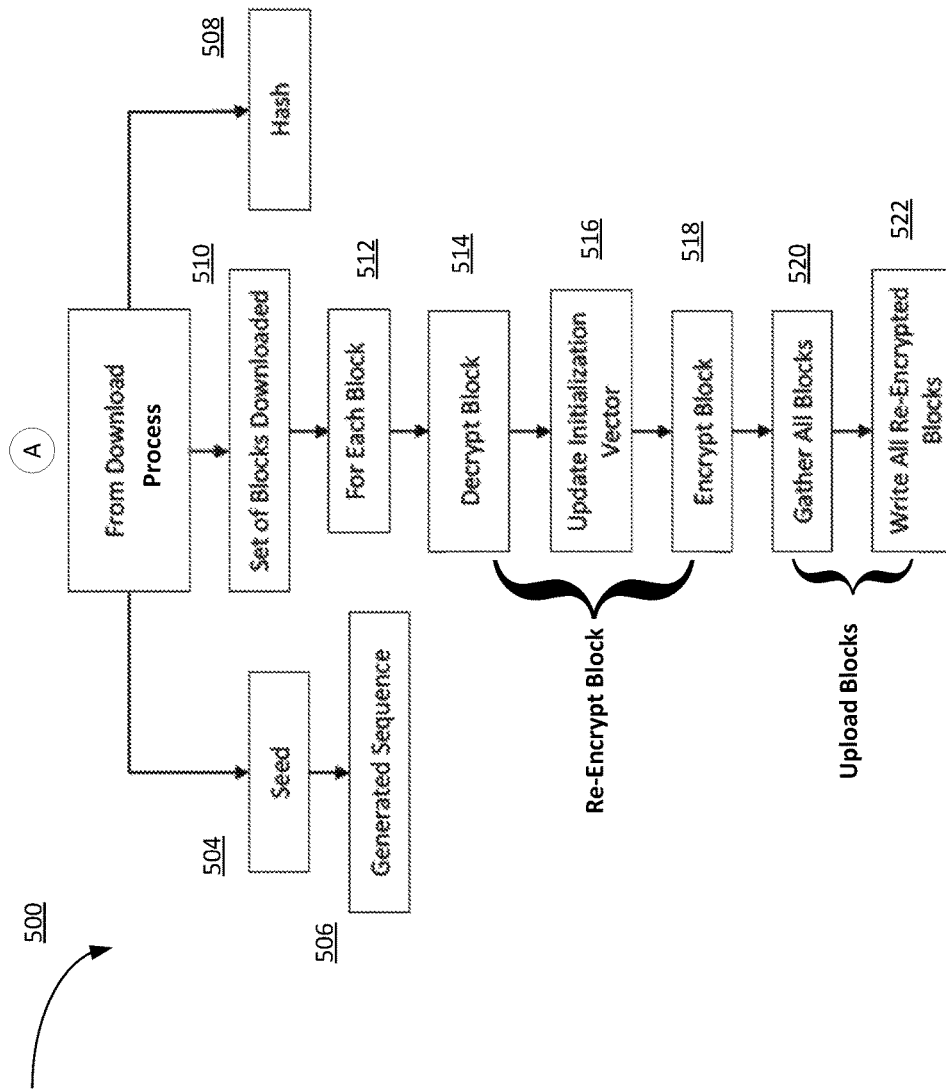 500
A
From Download
Process
504
Seed
506
Generated Sequence
508
Hash
510
Set of Blocks Downloaded
512
For Each Block
514
Decrypt Block
516
Update Initialization
Vector
518
Encrypt Block
Re-Encrypt Block
520
Gather All Blocks
522
Write All Re-Encrypted
Blocks
Upload Blocks